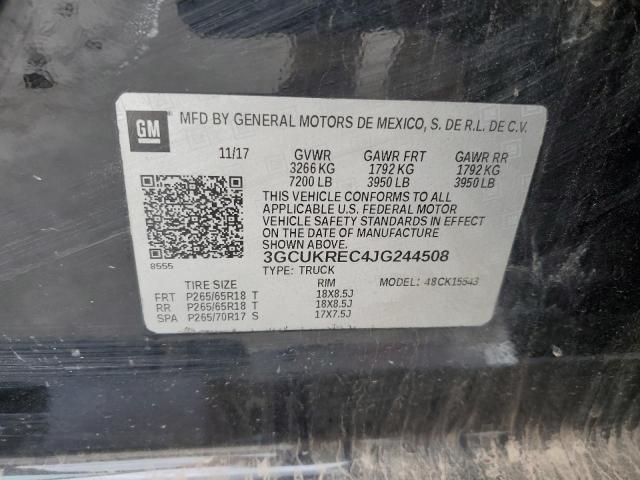 GM
MFD BY GENERAL MOTORS DE MEXICO, S. DE R.L. DE C.V.
11/17 GVWR GAWR FRT GAWR RR
3266 KG 1792 KG 1792 KG
7200 LB 3950 LB 3950 LB
THIS VEHICLE CONFORMS TO ALL
APPLICABLE U.S. FEDERAL MOTOR
VEHICLE SAFETY STANDARDS IN EFFECT
ON THE DATE OF MANUFACTURE
SHOWN ABOVE.
3GCUKREC4JG244508
8555 TYPE: TRUCK
TIRE SIZE RIM MODEL: 48CK15543
FRT P265/65R18 T 18X8.5J
RR P265/65R18 T 18X8.5J
SPA P265/70R17 S 17X7.5J